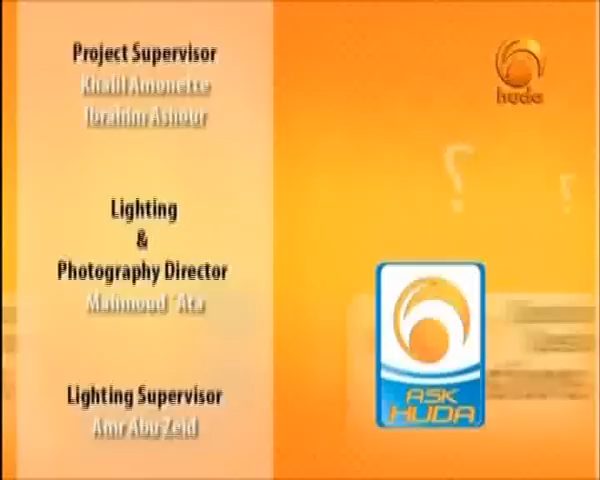 Project Supervisor
Khalil Amonette
Ibrahim Ashour
Lighting
&
Photography Director
Mahmoud `Ata
Lighting Supervisor
Amr Abu Zeid
huda
?
?
ASK
HUDA